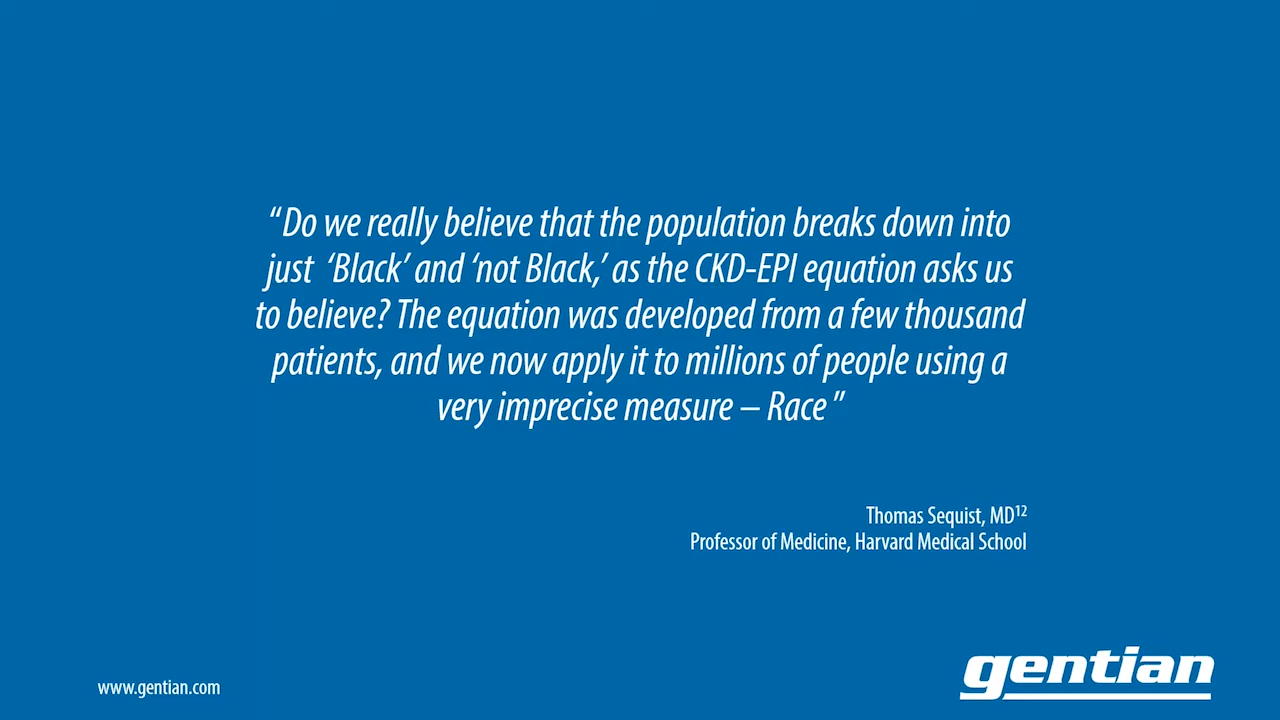 “Do we really believe that the population breaks down into
just ‘Black’ and ‘not Black,’ as the CKD-EPI equation asks us
to believe? The equation was developed from a few thousand
patients, and we now apply it to millions of people using a
very imprecise measure – Race”
Thomas Sequist, MD¹²
Professor of Medicine, Harvard Medical School
www.gentian.com
gentian